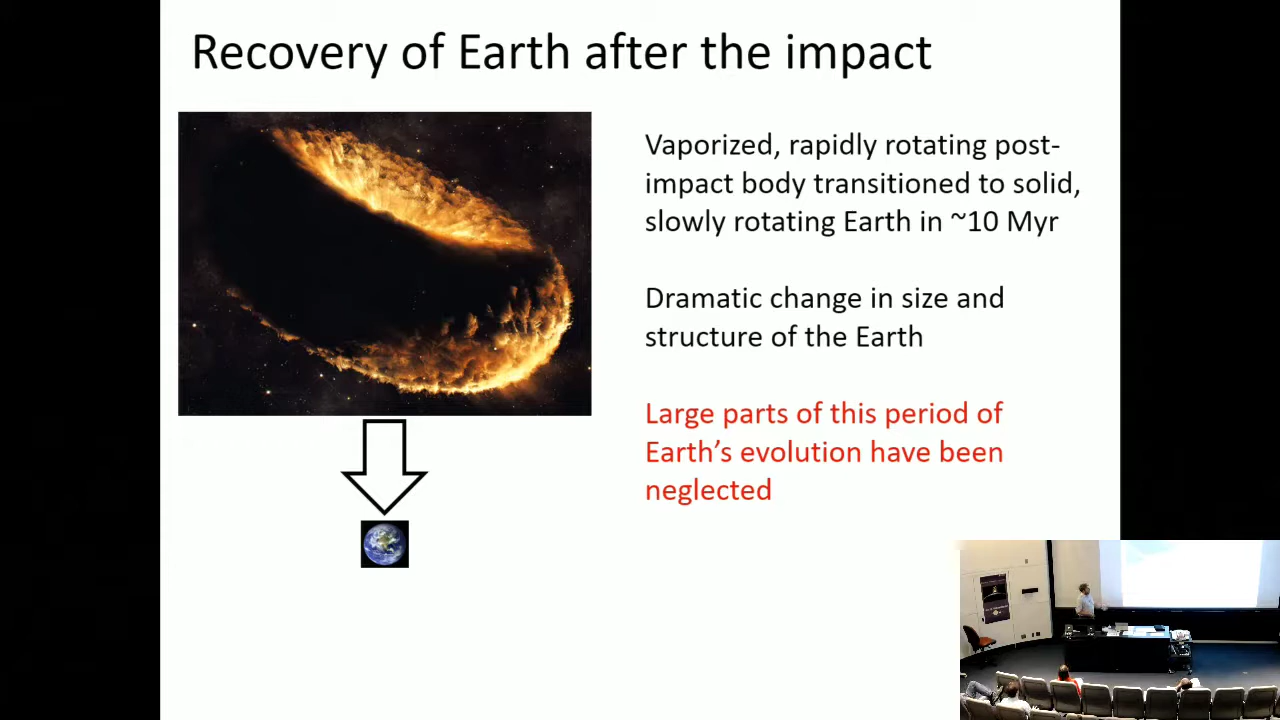 Recovery of Earth after the impact
Vaporized, rapidly rotating post-
impact body transitioned to solid,
slowly rotating Earth in ~10 Myr
Dramatic change in size and
structure of the Earth
Large parts of this period of
Earth’s evolution have been
neglected